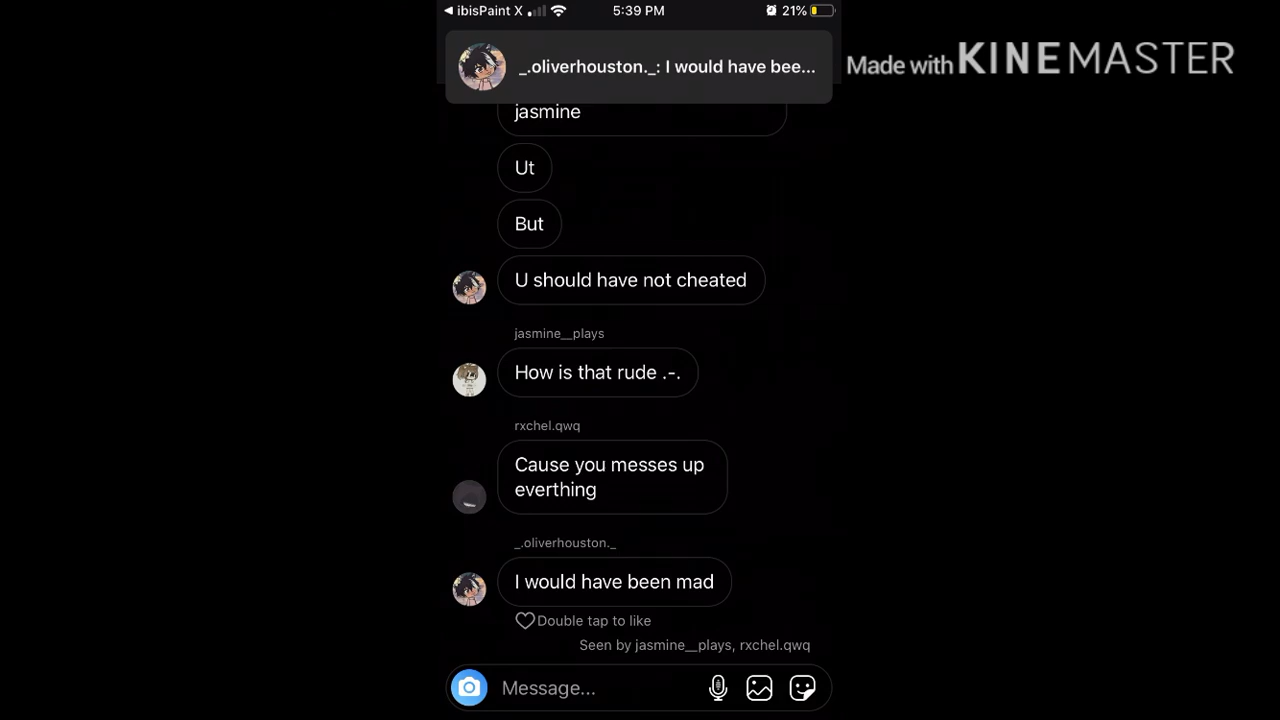 ibisPaint X
5:39 PM
21%
_.oliverhouston._: I would have bee...
Made with KINEMASTER
jasmine
Ut
But
U should have not cheated
jasmine__plays
How is that rude .-.
rxchel.qwq
Cause you messes up
everthing
_.oliverhouston._
I would have been mad
Double tap to like
Seen by jasmine__plays, rxchel.qwq
Message...